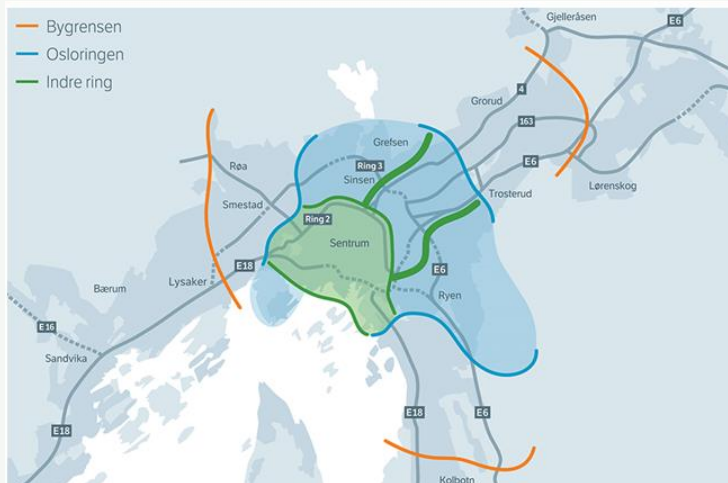 Bygrensen
Osloringen
Indre ring
Gjelleråsen
E6
Grorud
4
163
E6
Grefsen
Ring 3
Sinsen
Røa
Smestad
Trosterud
Lørenskog
Ring 2
Sentrum
E18
Lysaker
E6
Ryen
Bærum
E16
Sandvika
E18
E18
E6
Kolbotn